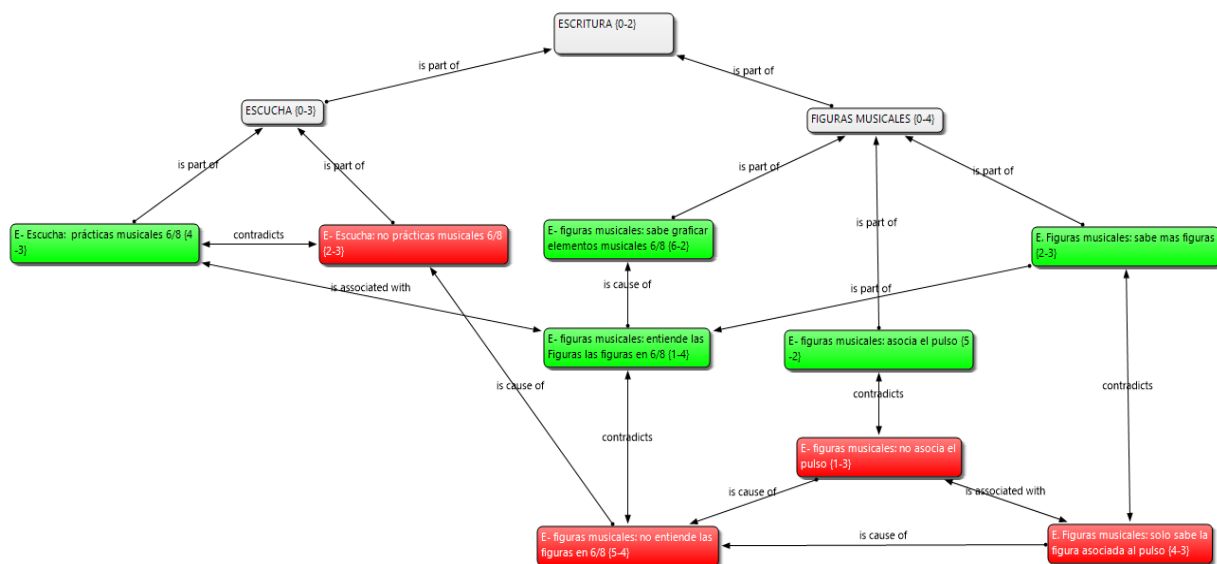 ESCRITURA {0-2}
is part of
is part of
ESCUCHA {0-3}
FIGURAS MUSICALES {0-4}
is part of
is part of
is part of
is part of
is part of
E- Escucha:  prácticas musicales 6/8 {4
-3}
contradicts
E- Escucha: no prácticas musicales 6/8
{2-3}
E- figuras musicales: sabe graficar
elementos musicales 6/8 {6-2}
E. Figuras musicales: sabe mas figuras
{2-3}
is associated with
is cause of
is part of
E- figuras musicales: entiende las
Figuras las figuras en 6/8 {1-4}
E- figuras musicales: asocia el pulso {5
-2}
is cause of
contradicts
contradicts
contradicts
E- figuras musicales: no asocia el
pulso {1-3}
is cause of
is associated with
E- figuras musicales: no entiende las
figuras en 6/8 {5-4}
is cause of
E. Figuras musicales: solo sabe la
figura asociada al pulso {4-3}